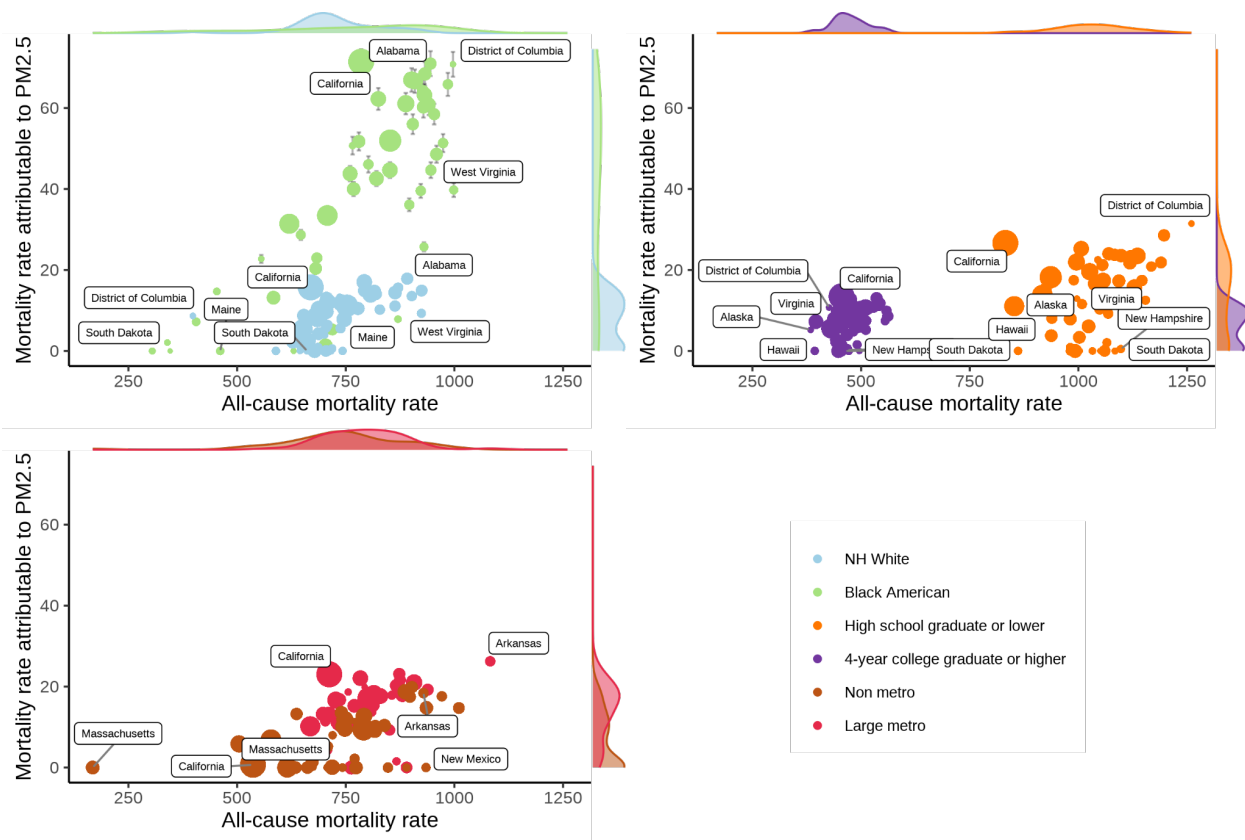 Mortality rate attributable to PM2.5
60
40
20
0
Alabama
District of Columbia
California
West Virginia
Alabama
California
District of Columbia
Maine
South Dakota
South Dakota
Maine
West Virginia
250
500
750
1000
1250
All-cause mortality rate
Mortality rate attributable to PM2.5
60
40
20
0
District of Columbia
California
District of Columbia
California
Virginia
Alaska
Virginia
Alaska
New Hampshire
Hawaii
Hawaii
New Hamps
South Dakota
South Dakota
250
500
750
1000
1250
All-cause mortality rate
Mortality rate attributable to PM2.5
60
40
20
0
Arkansas
California
Arkansas
Massachusetts
Massachusetts
California
New Mexico
250
500
750
1000
1250
All-cause mortality rate
NH White
Black American
High school graduate or lower
4-year college graduate or higher
Non metro
Large metro